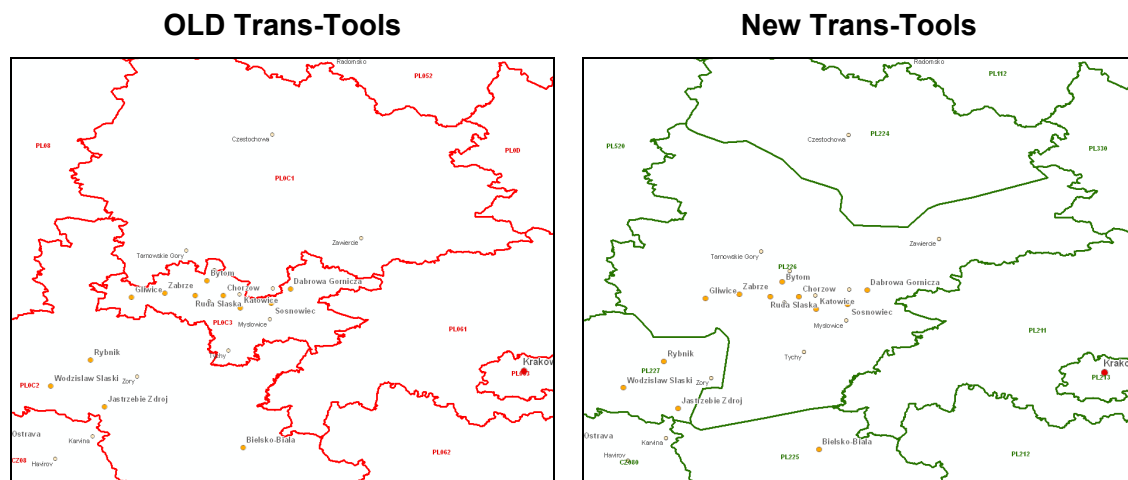 OLD Trans-Tools
Radomsko
PL052
PL08
Czestochowa
PL0D
PL0C1
Tarnowskie Gory
Zawiercie
Bytom
Gliwice
Zabrze
Chorzow
Dabrowa Gornicza
Ruda Slaska
Katowice
Sosnowiec
PL0C3
Myslowice
PL061
Tychy
Rybnik
Krakow
PL0C2
Wodzislaw Slaski
Zory
Jastrzebie Zdroj
Ostrava
Karvina
Bielsko-Biala
CZ08
Havirov
PL062
New Trans-Tools
Radomsko
PL112
PL520
Czestochowa
PL224
PL330
Tarnowskie Gory
Zawiercie
PL226
Bytom
Gliwice
Zabrze
Chorzow
Dabrowa Gornicza
Ruda Slaska
Katowice
Sosnowiec
Myslowice
PL211
Tychy
Rybnik
PL227
Krako
PL213
Wodzislaw Slaski
Zory
Jastrzebie Zdroj
Ostrava
Karvina
Bielsko-Biala
Havirov
CZ080
PL225
PL212